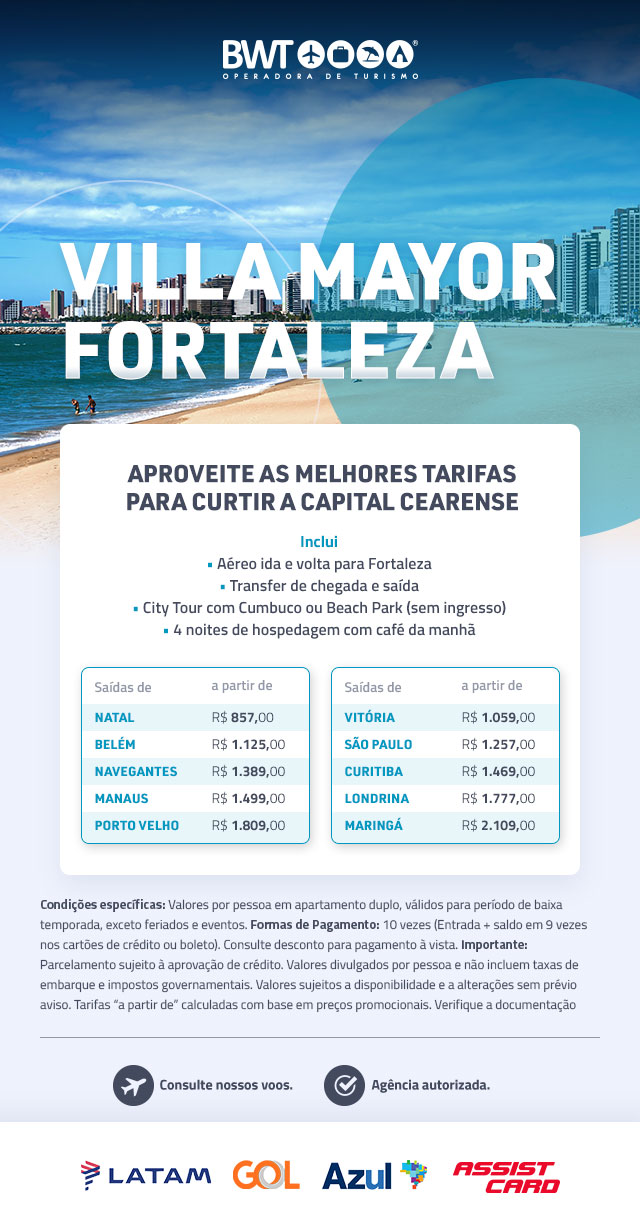 BWT
OPERADORA DE TURISMO
VILLA MAYOR
FORTALEZA
APROVEITE AS MELHORES TARIFAS
PARA CURTIR A CAPITAL CEARENSE
Inclui
▪ Aéreo ida e volta para Fortaleza
▪ Transfer de chegada e saída
▪ City Tour com Cumbuco ou Beach Park (sem ingresso)
▪ 4 noites de hospedagem com café da manhã
Saídas de a partir de
NATAL R$ 857,00
BELÉM R$ 1.125,00
NAVEGANTES R$ 1.389,00
MANAUS R$ 1.499,00
PORTO VELHO R$ 1.809,00
Saídas de a partir de
VITÓRIA R$ 1.059,00
SÃO PAULO R$ 1.257,00
CURITIBA R$ 1.469,00
LONDRINA R$ 1.777,00
MARINGÁ R$ 2.109,00
Condições específicas: Valores por pessoa em apartamento duplo, válidos para período de baixa
temporada, exceto feriados e eventos. Formas de Pagamento: 10 vezes (Entrada + saldo em 9 vezes
nos cartões de crédito ou boleto). Consulte desconto para pagamento à vista. Importante:
Parcelamento sujeito à aprovação de crédito. Valores divulgados por pessoa e não incluem taxas de
embarque e impostos governamentais. Valores sujeitos a disponibilidade e a alterações sem prévio
aviso. Tarifas “a partir de” calculadas com base em preços promocionais. Verifique a documentação
Consulte nossos voos. Agência autorizada.
LATAM GOL Azul ASSIST
CARD